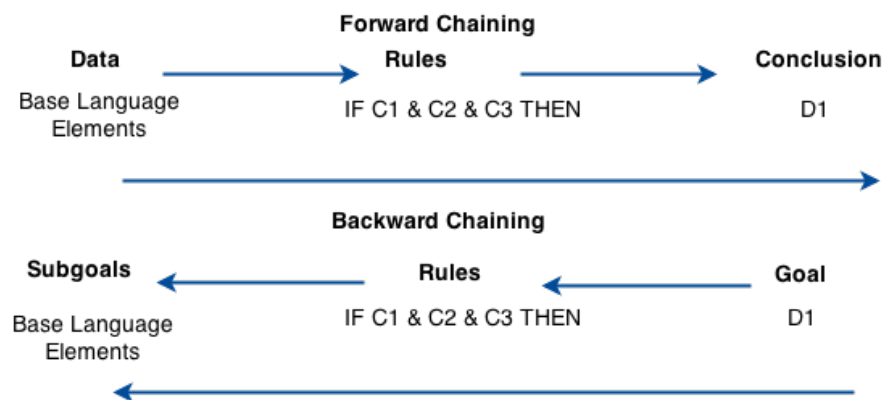 Forward Chaining
Data
Rules
Conclusion
Base Language
Elements
IF C1 & C2 & C3 THEN
D1
Backward Chaining
Subgoals
Rules
Goal
Base Language
Elements
IF C1 & C2 & C3 THEN
D1